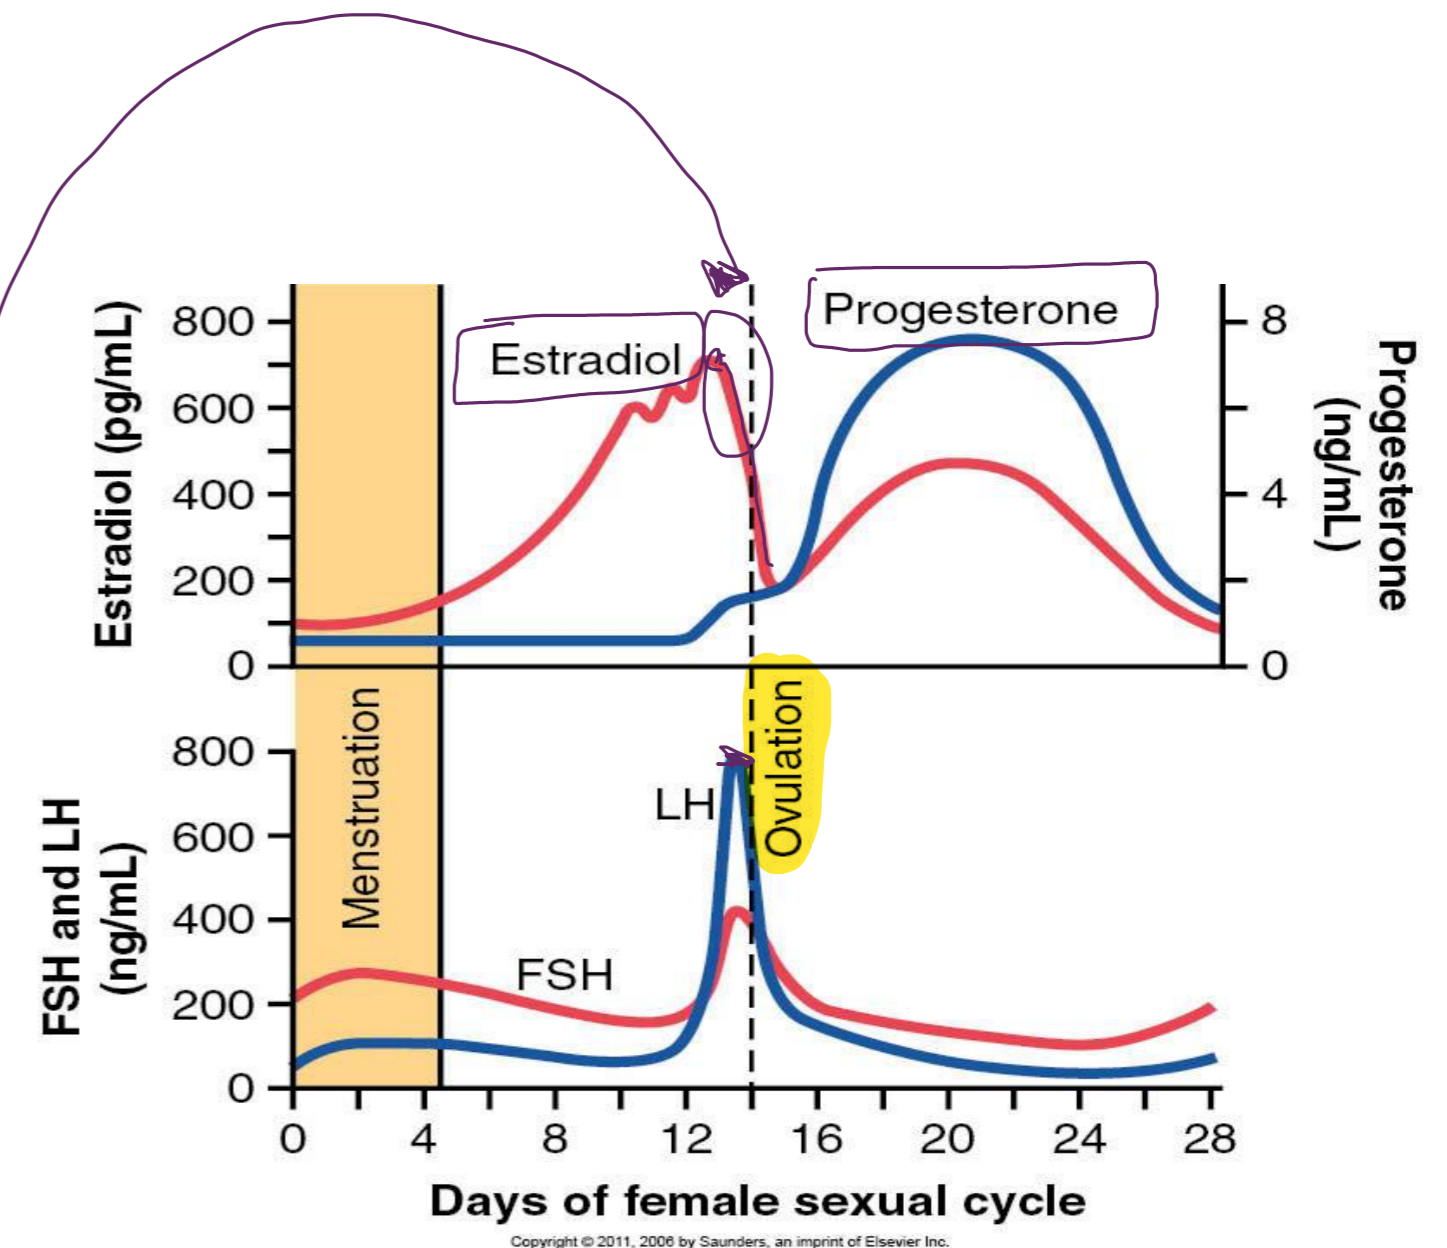 Estradiol (pg/mL)
800
600
400
200
0
Estradiol
Progesterone
8
4
0
Progesterone
(ng/mL)
Menstruation
Ovulation
FSH and LH
(ng/mL)
800
600
400
200
0
LH
FSH
0 4 8 12 16 20 24 28
Days of female sexual cycle
Copyright © 2011, 2006 by Saunders, an imprint of Elsevier Inc.